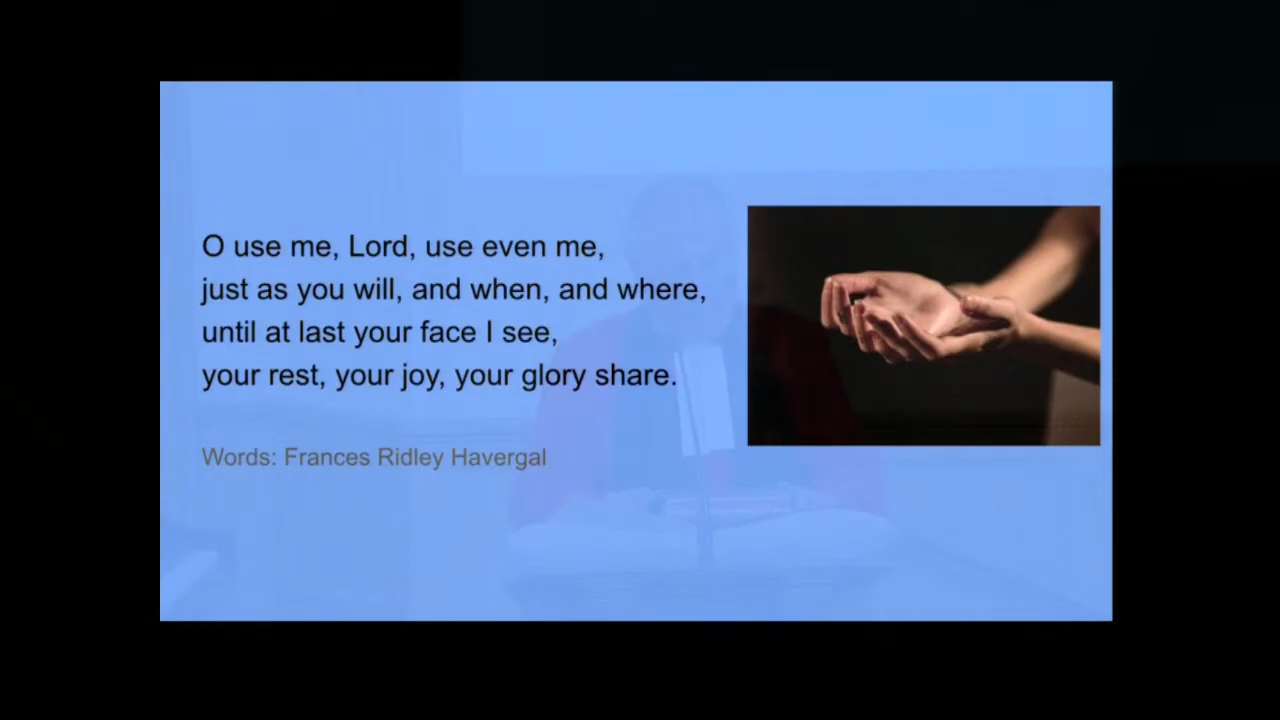 O use me, Lord, use even me,
just as you will, and when, and where,
until at last your face I see,
your rest, your joy, your glory share.
Words: Frances Ridley Havergal